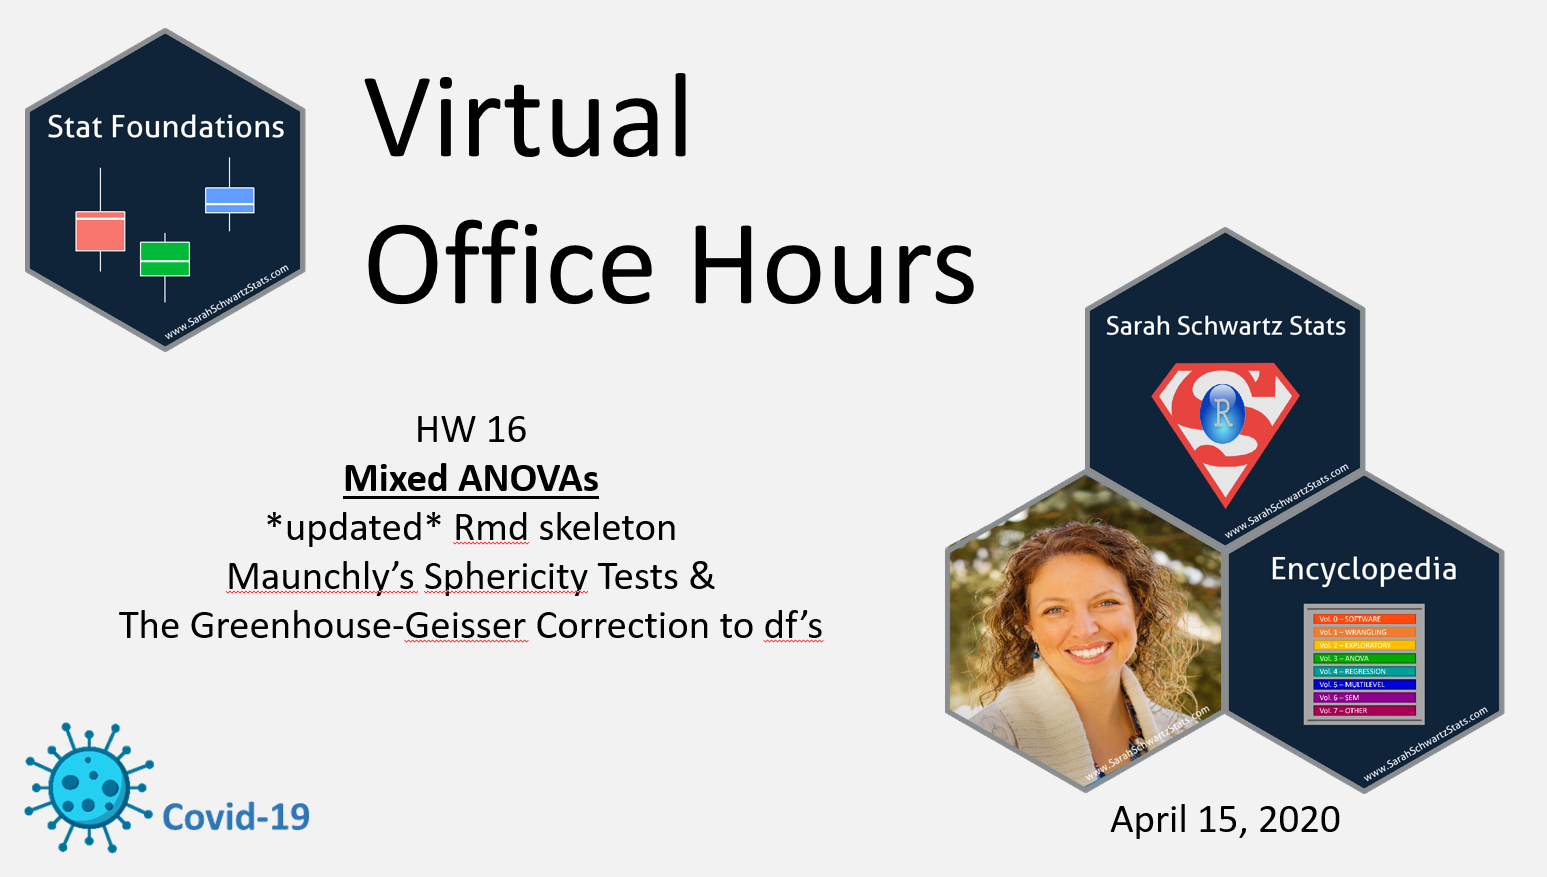 Stat Foundations
www.SarahSchwartzStats.com
Virtual
Office Hours
HW 16
Mixed ANOVAs
*updated* Rmd skeleton
Maunchly’s Sphericity Tests &
The Greenhouse-Geisser Correction to df’s
Sarah Schwartz Stats
R
www.SarahSchwartzStats.com
www.SarahSchwartzStats.com
Encyclopedia
Vol. 0 – SOFTWARE
Vol. 1 – WRANGLING
Vol. 2 – EXPLORATORY
Vol. 3 – ANOVA
Vol. 4 – REGRESSION
Vol. 5 – MULTILEVEL
Vol. 6 – SEM
Vol. 7 – OTHER
www.SarahSchwartzStats.com
Covid-19
April 15, 2020